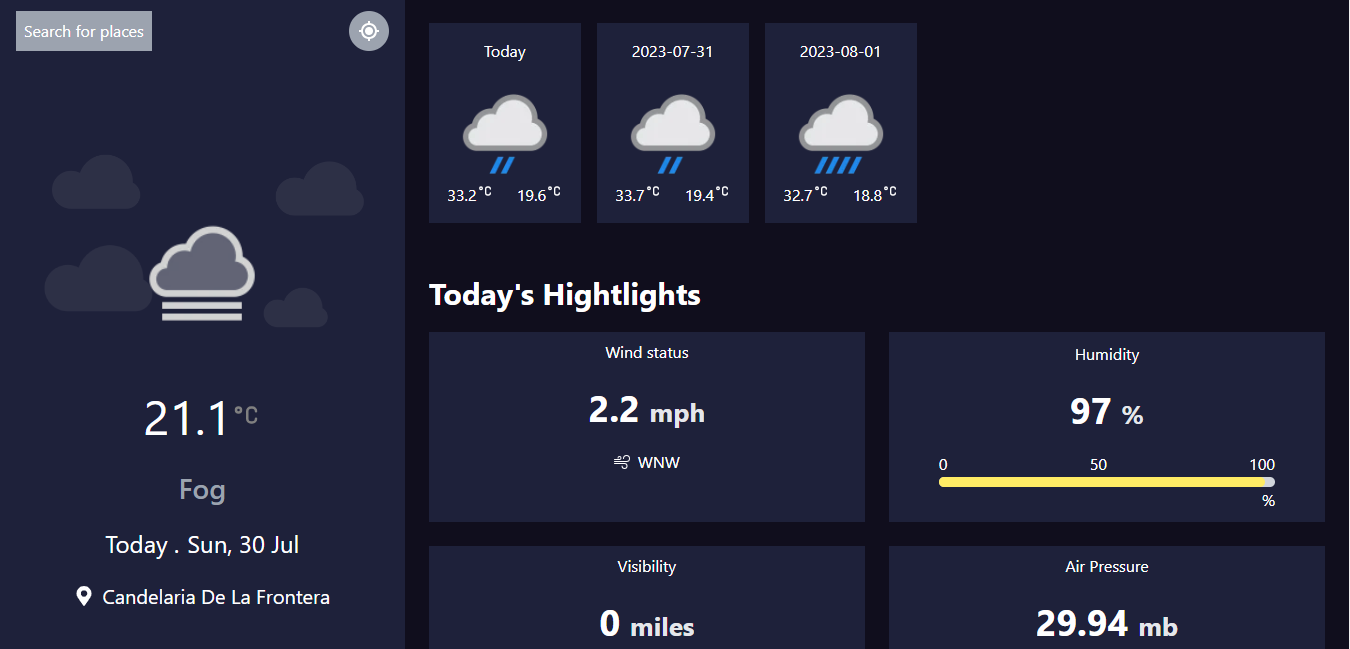 Search for places
21.1°C
Fog
Today . Sun, 30 Jul
Candelaria De La Frontera
Today
33.2°C 19.6°C
2023-07-31
33.7°C 19.4°C
2023-08-01
32.7°C 18.8°C
Today's Hightlights
Wind status
2.2 mph
WNW
Humidity
97 %
0 50 100
%
Visibility
0 miles
Air Pressure
29.94 mb